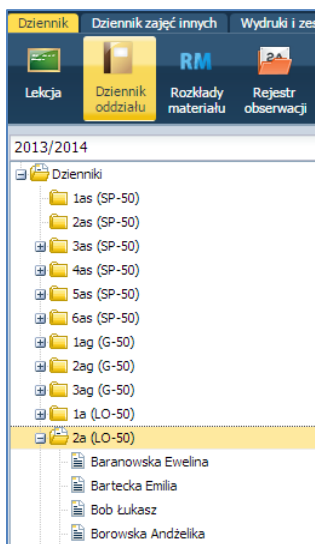 Dziennik Dziennik zajęć innych Wydruki i zes
RM
Lekcja Dziennik oddziału Rozkłady materiału Rejestr obserwacji
2013/2014
Dzienniki
1as (SP-50)
2as (SP-50)
3as (SP-50)
4as (SP-50)
5as (SP-50)
6as (SP-50)
1ag (G-50)
2ag (G-50)
3ag (G-50)
1a (LO-50)
2a (LO-50)
Baranowska Ewelina
Bartecka Emilia
Bob Łukasz
Borowska Andżelika